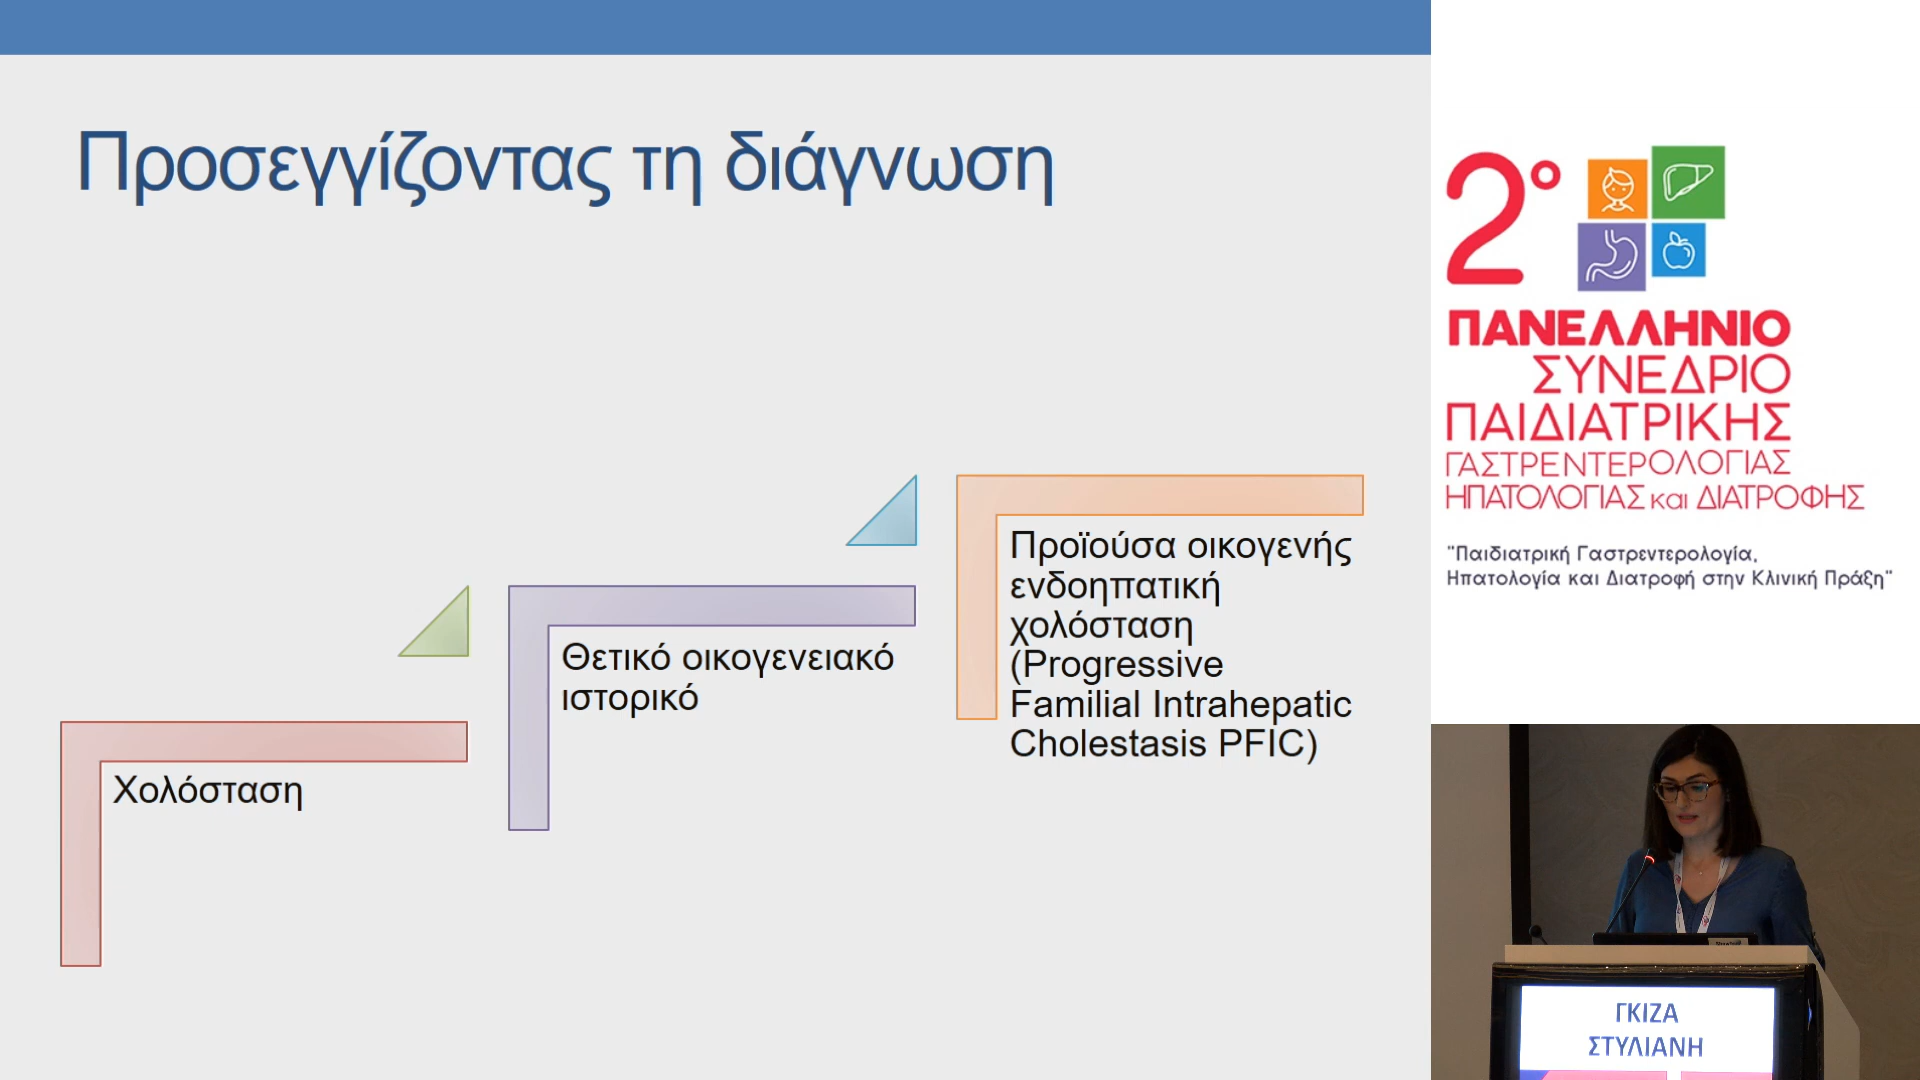 Προσεγγίζοντας τη διάγνωση
Χολόσταση
Θετικό οικογενειακό
ιστορικό
Προϊούσα οικογενής
ενδοηπατική
χολόσταση
(Progressive
Familial Intrahepatic
Cholestasis PFIC)
2ο
ΠΑΝΕΛΛΗΝΙΟ
ΣΥΝΕΔΡΙΟ
ΠΑΙΔΙΑΤΡΙΚΗΣ
ΓΑΣΤΡΕΝΤΕΡΟΛΟΓΙΑΣ
ΗΠΑΤΟΛΟΓΙΑΣ και ΔΙΑΤΡΟΦΗΣ
"Παιδιατρική Γαστρεντερολογία,
Ηπατολογία και Διατροφή στην Κλινική Πράξη"
ΓΚΙΖΑ
ΣΤΥΛΙΑΝΗ